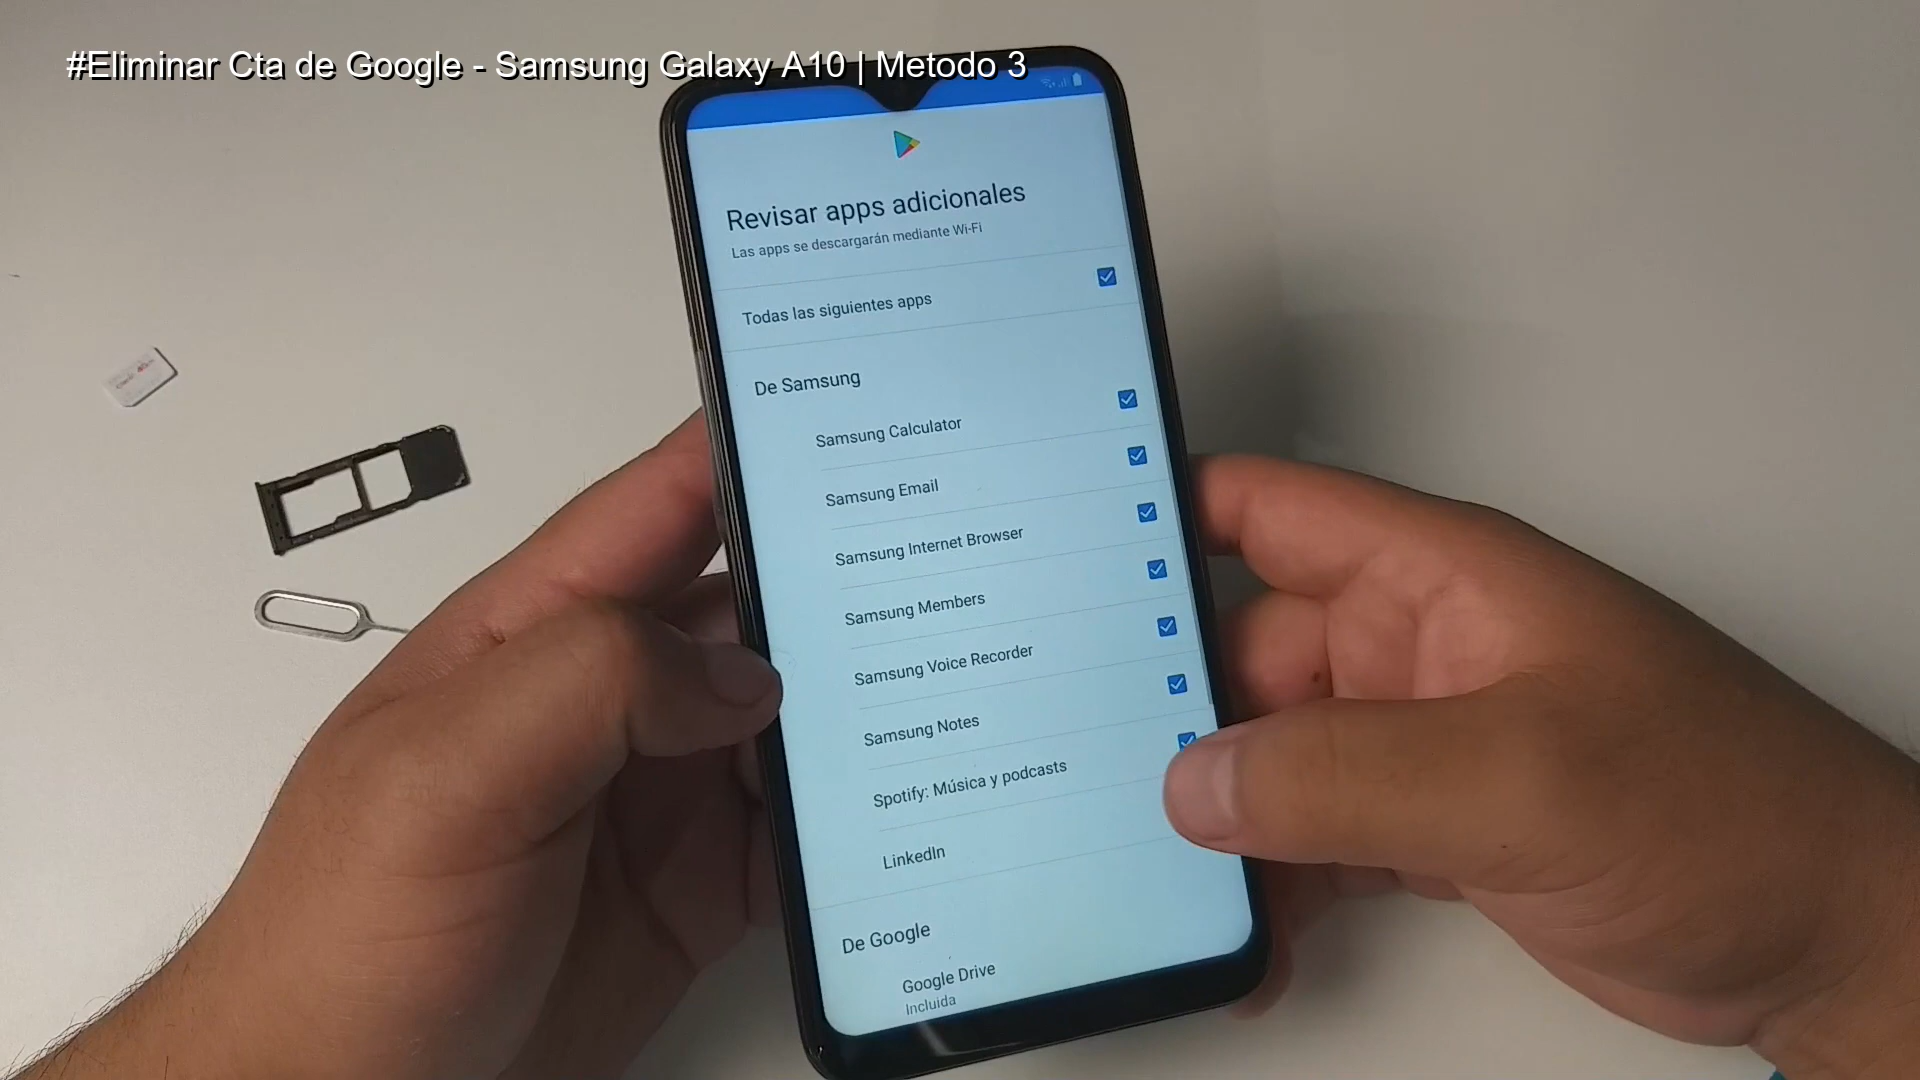 #Eliminar Cta de Google - Samsung Galaxy A10 | Metodo 3
Revisar apps adicionales
Las apps se descargarán mediante Wi-Fi
Todas las siguientes apps
De Samsung
Samsung Calculator
Samsung Email
Samsung Internet Browser
Samsung Members
Samsung Voice Recorder
Samsung Notes
Spotify: Música y podcasts
LinkedIn
De Google
Google Drive
Incluida